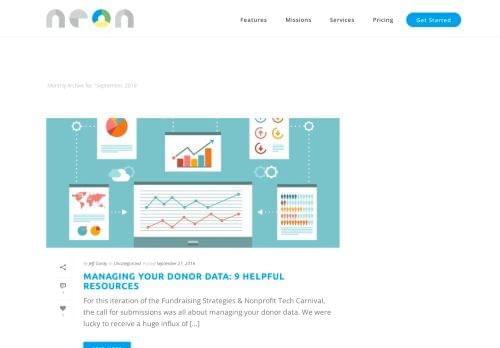 neon
Features
Missions
Services
Pricing
Get Started
Monthly Archive for: "September, 2016"
By Jeff Gordy In Uncategorized Posted September 21, 2016
MANAGING YOUR DONOR DATA: 9 HELPFUL
RESOURCES
For this iteration of the Fundraising Strategies & Nonprofit Tech Carnival,
the call for submissions was all about managing your donor data. We were
lucky to receive a huge influx of [...]